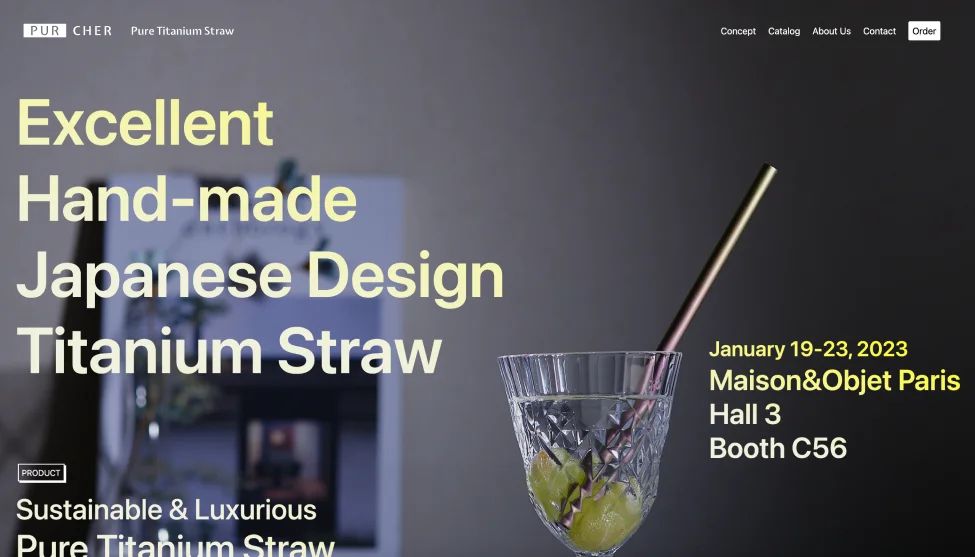 PUR CHER Pure Titanium Straw
Concept Catalog About Us Contact Order
Excellent
Hand-made
Japanese Design
Titanium Straw
January 19-23, 2023
Maison&Objet Paris
Hall 3
Booth C56
PRODUCT
Sustainable & Luxurious
Pure Titanium Straw